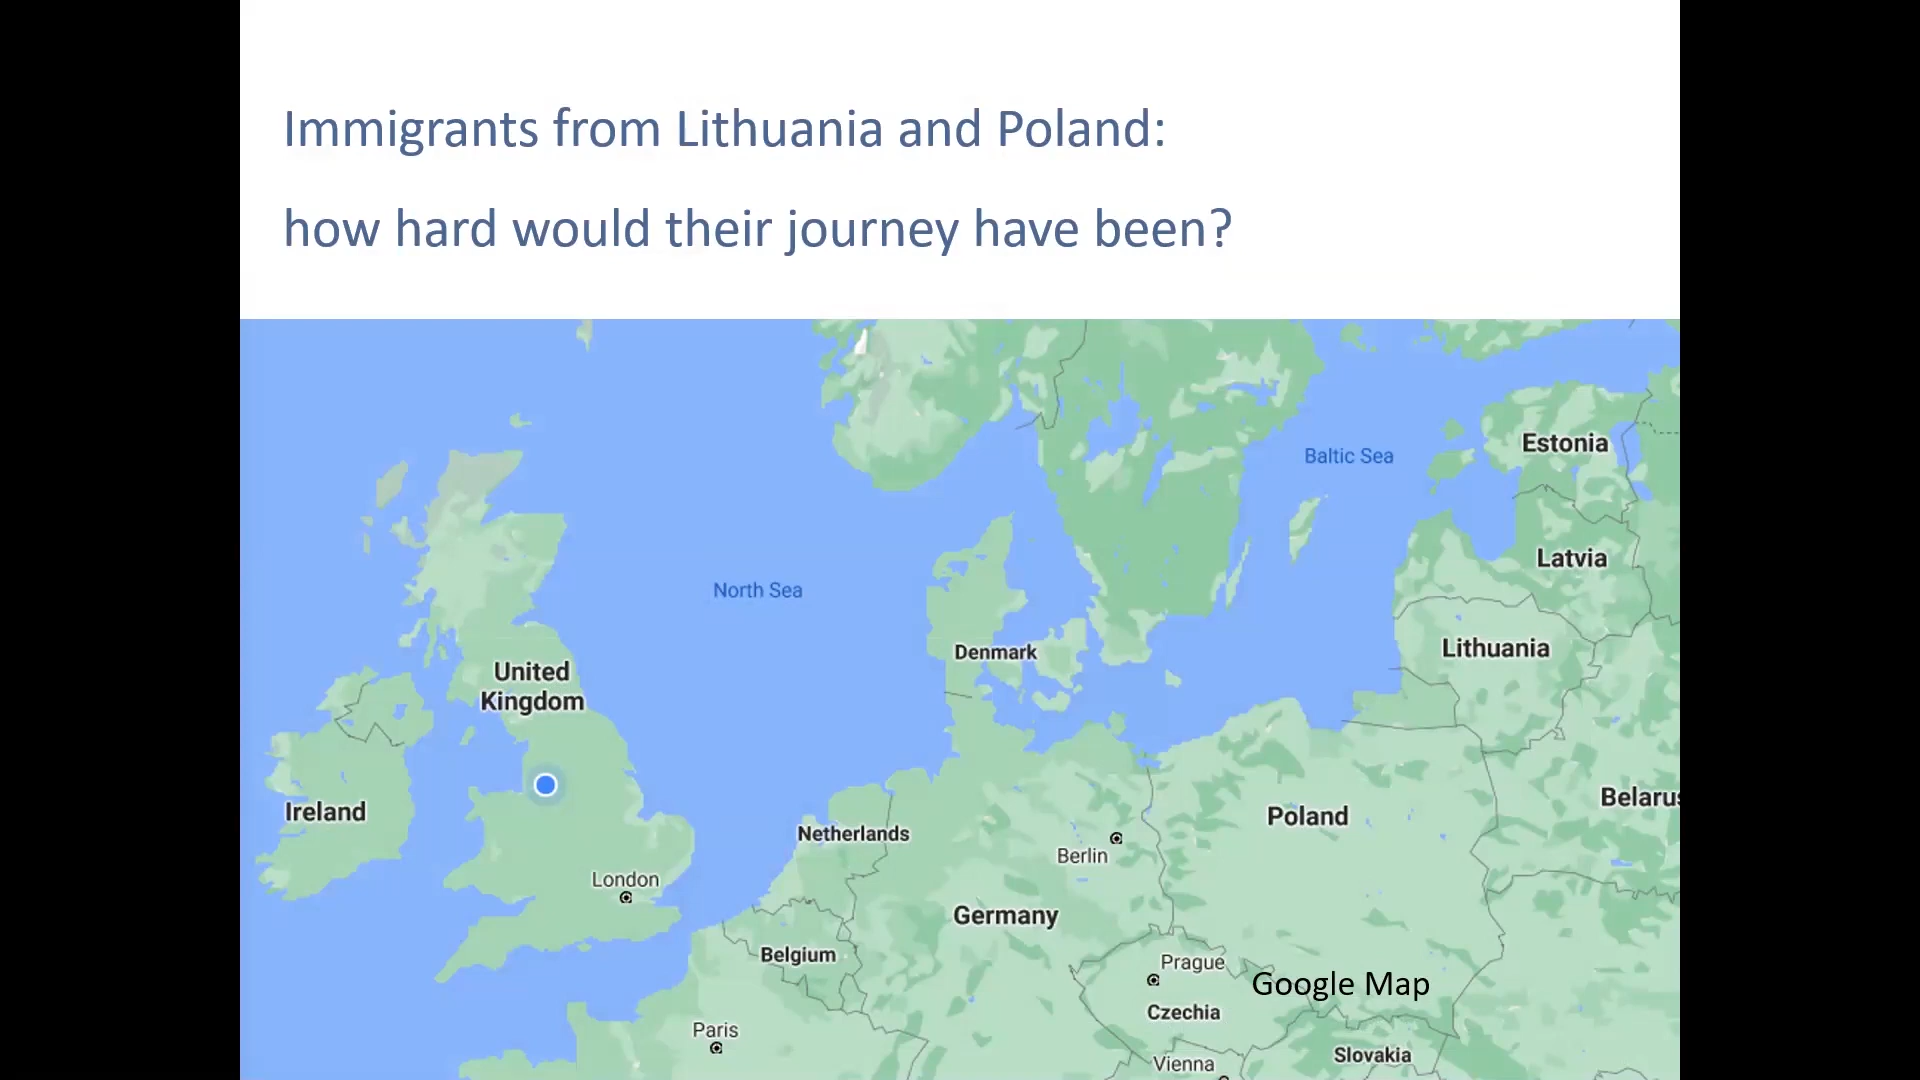 Immigrants from Lithuania and Poland:
how hard would their journey have been?
Estonia
Baltic Sea
Latvia
North Sea
Lithuania
Denmark
United
Kingdom
Belarus
Ireland
Poland
Netherlands
Berlin
London
Germany
Belgium
Prague
Google Map
Czechia
Paris
Slovakia
Vienna